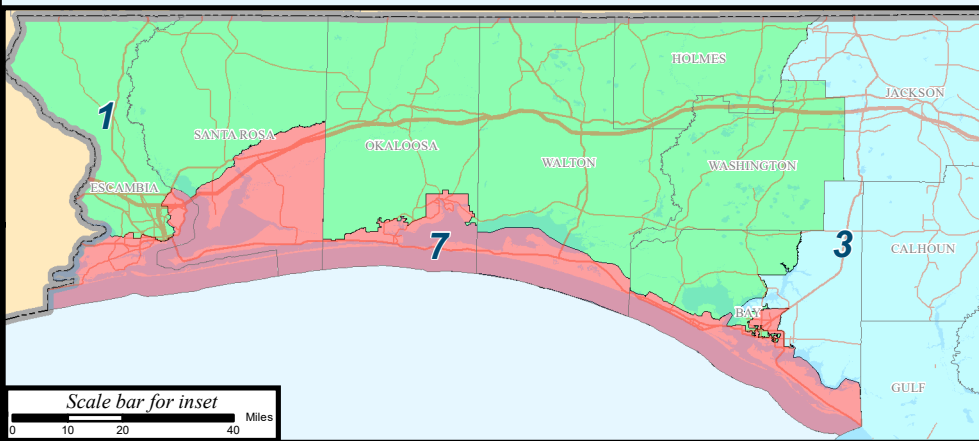 HOLMES
JACKSON
1
SANTA ROSA
OKALOOSA
WALTON
WASHINGTON
ESCAMBIA
7
3
CALHOUN
BAY
GULF
Scale bar for inset
Miles
0 10 20 40